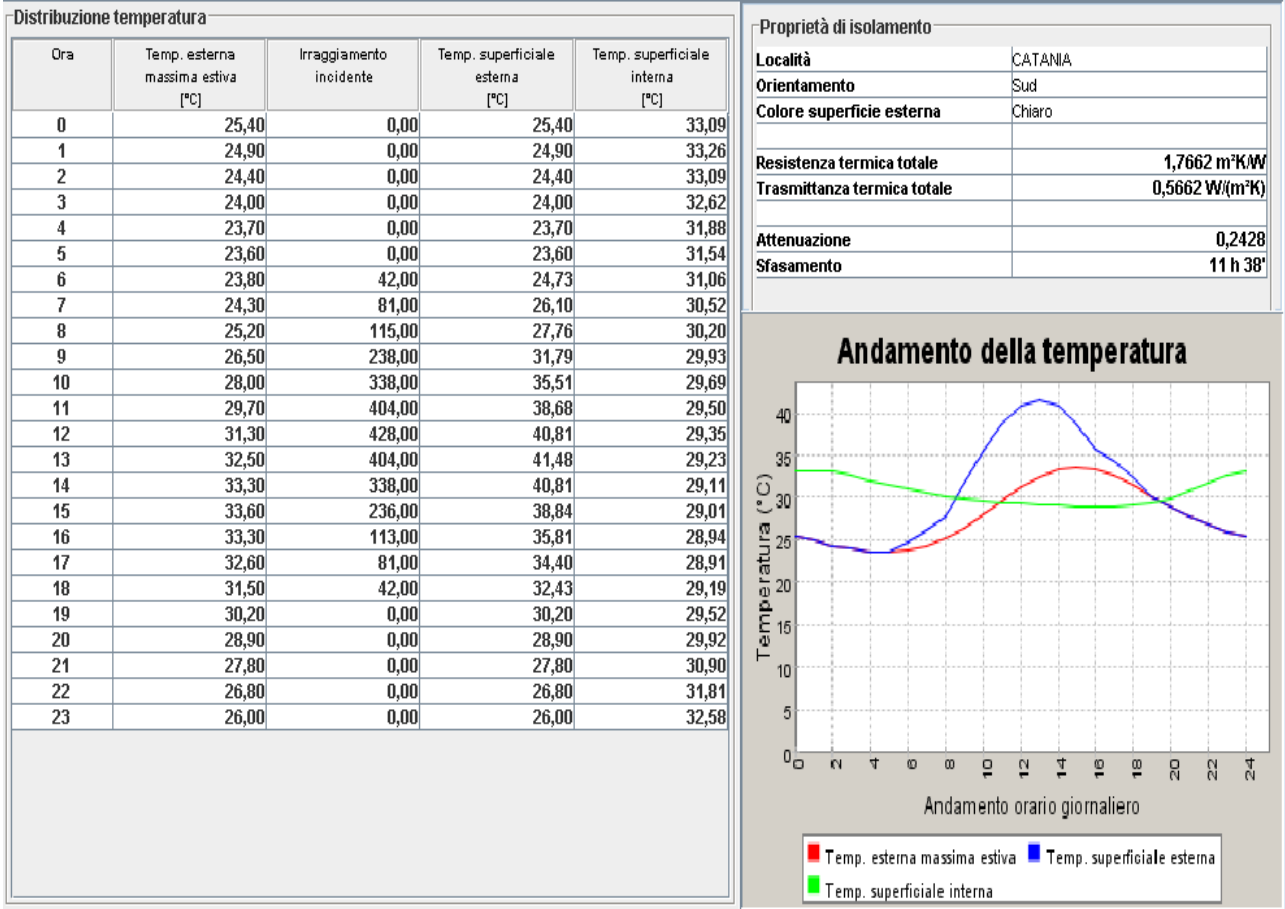 Distribuzione temperatura
Ora Temp. esterna massima estiva [°C] Irraggiamento incidente Temp. superficiale esterna [°C] Temp. superficiale interna [°C]
0 25,40 0,00 25,40 33,09
1 24,90 0,00 24,90 33,26
2 24,40 0,00 24,40 33,09
3 24,00 0,00 24,00 32,62
4 23,70 0,00 23,70 31,88
5 23,60 0,00 23,60 31,54
6 23,80 42,00 24,73 31,06
7 24,30 81,00 26,10 30,52
8 25,20 115,00 27,76 30,20
9 26,50 238,00 31,79 29,93
10 28,00 338,00 35,51 29,69
11 29,70 404,00 38,68 29,50
12 31,30 428,00 40,81 29,35
13 32,50 404,00 41,48 29,23
14 33,30 338,00 40,81 29,11
15 33,60 236,00 38,84 29,01
16 33,30 113,00 35,81 28,94
17 32,60 81,00 34,40 28,91
18 31,50 42,00 32,43 29,19
19 30,20 0,00 30,20 29,52
20 28,90 0,00 28,90 29,92
21 27,80 0,00 27,80 30,90
22 26,80 0,00 26,80 31,81
23 26,00 0,00 26,00 32,58
Proprietà di isolamento
Località CATANIA
Orientamento Sud
Colore superficie esterna Chiaro
Resistenza termica totale 1,7662 m²K/W
Trasmittanza termica totale 0,5662 W/(m²K)
Attenuazione 0,2428
Sfasamento 11 h 38'
Andamento della temperatura
Temperatura (°C)
40
35
30
25
20
15
10
5
0
0 2 4 6 8 10 12 14 16 18 20 22 24
Andamento orario giornaliero
Temp. esterna massima estiva Temp. superficiale esterna
Temp. superficiale interna